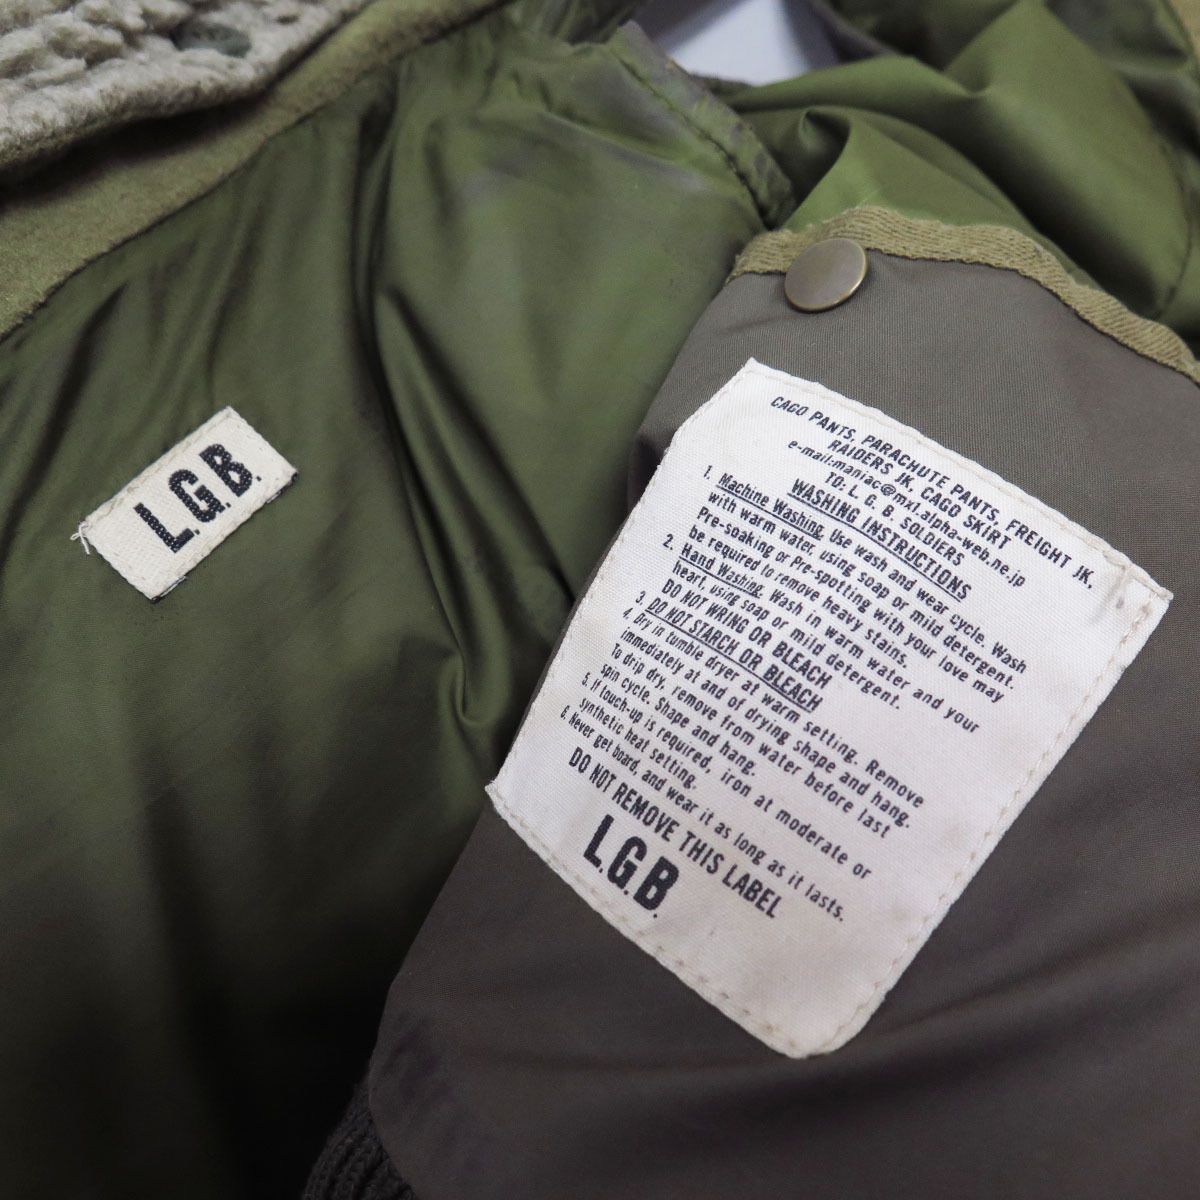 L.G.B.
CAGO PANTS, PARACHUTE PANTS, FREIGHT JK,
RAIDERS JK, CAGO SKIRT
e-mail:maniac@mx1.alpha-web.ne.jp
TO: L. G. B. SOLDIERS
WASHING INSTRUCTIONS
1. Machine Washing. Use wash and wear cycle. Wash
with warm water, using soap or mild detergent.
Pre-soaking or Pre-spotting with your love may
be required to remove heavy stains.
2. Hand Washing. Wash in warm water and your
heart, using soap or mild detergent.
DO NOT WRING OR BLEACH
3. DO NOT STARCH OR BLEACH
4. Dry in tumble dryer at warm setting. Remove
immediately at and of drying shape and hang.
To drip dry, remove from water before last
spin cycle. Shape and hang.
5. If touch-up is required, iron at moderate or
synthetic heat setting.
6. Never get board, and wear it as long as it lasts.
DO NOT REMOVE THIS LABEL
L.G.B.